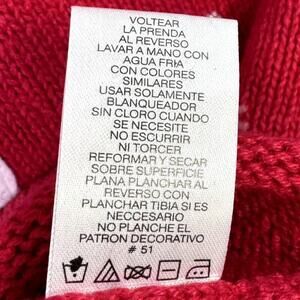 VOLTEAR
LA PRENDA
AL REVERSO
LAVAR A MANO CON
AGUA FRIA
CON COLORES
SIMILARES
USAR SOLAMENTE
BLANQUEADOR
SIN CLORO CUANDO
SE NECESITE
NO ESCURRIR
NI TORCER
REFORMAR Y SECAR
SOBRE SUPERFICIE
PLANA PLANCHAR AL
REVERSO CON
PLANCHAR TIBIA SI ES
NECCESARIO
NO PLANCHE EL
PATRON DECORATIVO
# 51